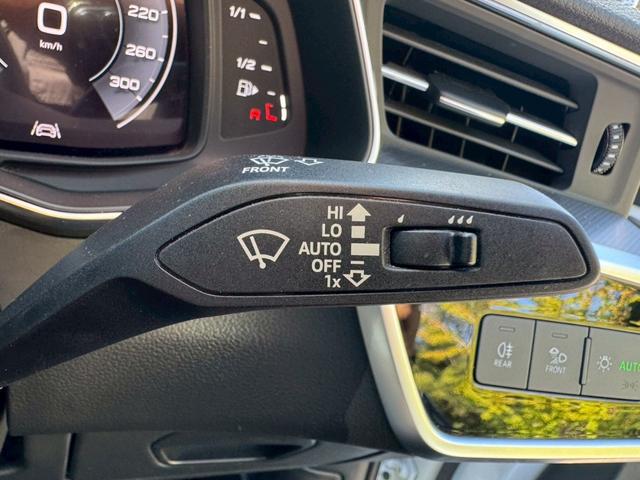 0
km/h
220
260
300
1/1
1/2
FRONT
HI
LO
AUTO
OFF
1x
REAR
FRONT
AUTO